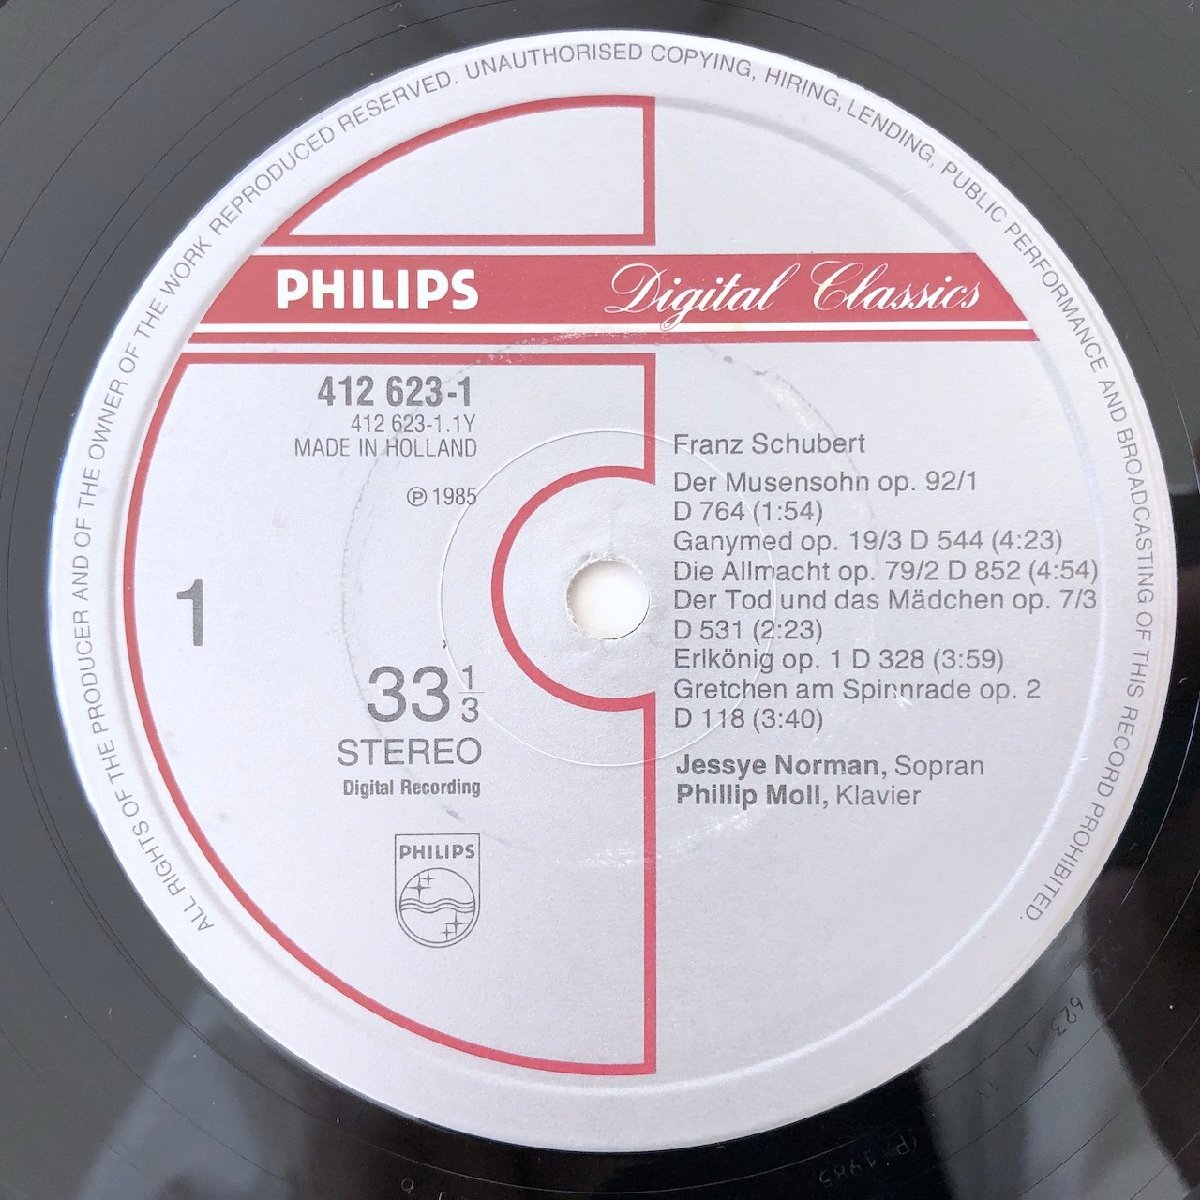 ALL RIGHTS OF THE PRODUCER AND OF THE OWNER OF THE WORK REPRODUCED RESERVED. UNAUTHORISED COPYING, HIRING, LENDING, PUBLIC PERFORMANCE AND BROADCASTING OF THIS RECORD PROHIBITED.
PHILIPS Digital Classics
412 623-1
412 623-1.1Y
MADE IN HOLLAND
℗ 1985
1
33 1/3
STEREO
Digital Recording
PHILIPS
Franz Schubert
Der Musensohn op. 92/1
D 764 (1:54)
Ganymed op. 19/3 D 544 (4:23)
Die Allmacht op. 79/2 D 852 (4:54)
Der Tod und das Mädchen op. 7/3
D 531 (2:23)
Erlkönig op. 1 D 328 (3:59)
Gretchen am Spinnrade op. 2
D 118 (3:40)
Jessye Norman, Sopran
Phillip Moll, Klavier
623 1
(P) 1985